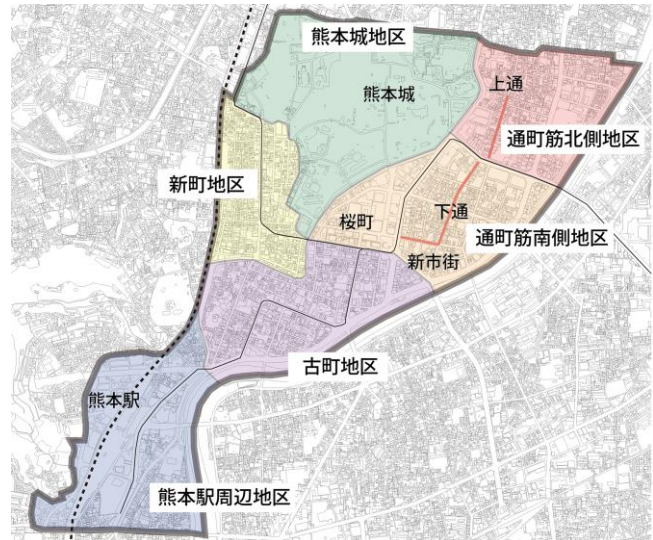 熊本城地区
上通
熊本城
通町筋北側地区
新町地区
桜町
下通
通町筋南側地区
新市街
古町地区
熊本駅
熊本駅周辺地区